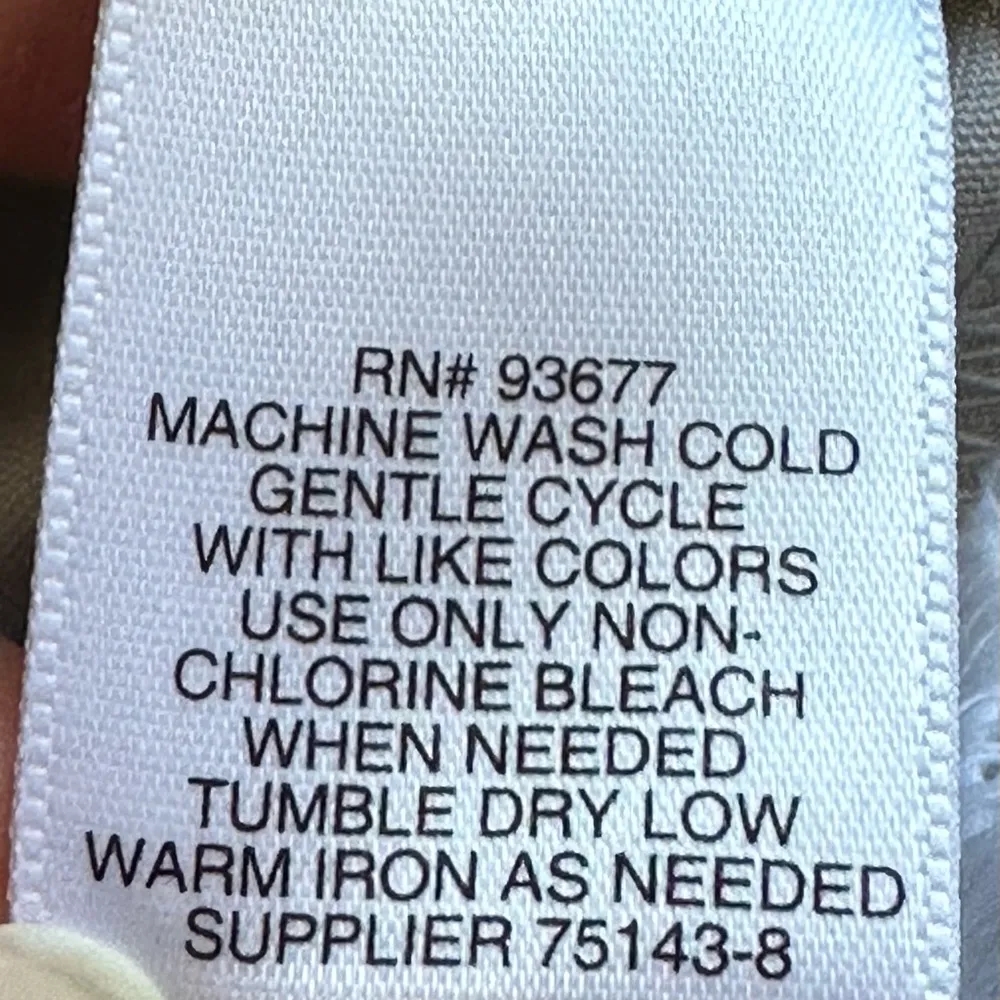 RN# 93677
MACHINE WASH COLD
GENTLE CYCLE
WITH LIKE COLORS
USE ONLY NON-
CHLORINE BLEACH
WHEN NEEDED
TUMBLE DRY LOW
WARM IRON AS NEEDED
SUPPLIER 75143-8